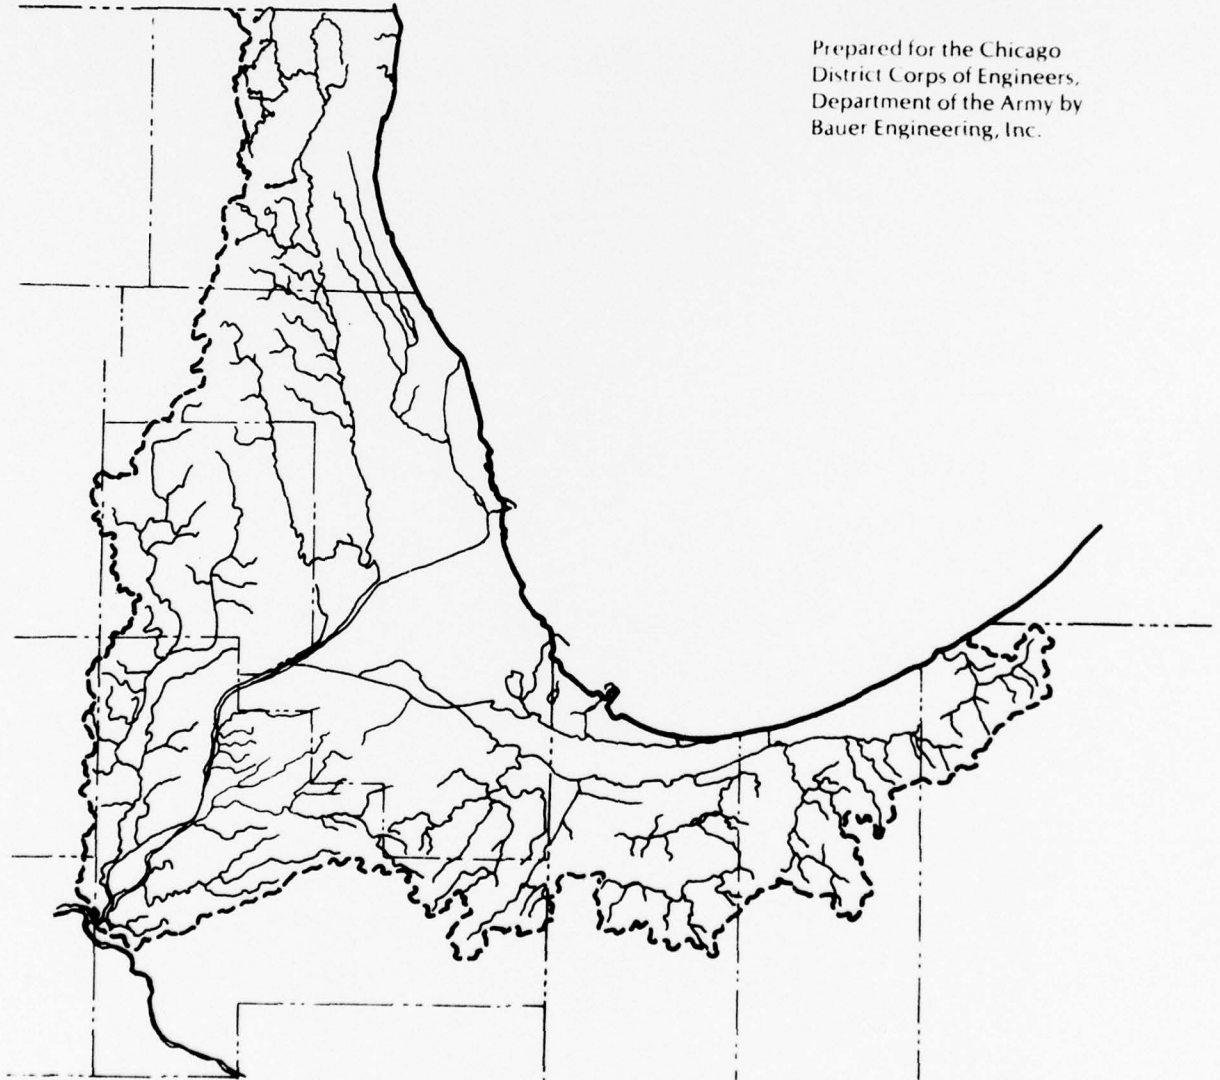 Prepared for the Chicago
District Corps of Engineers,
Department of the Army by
Bauer Engineering, Inc.